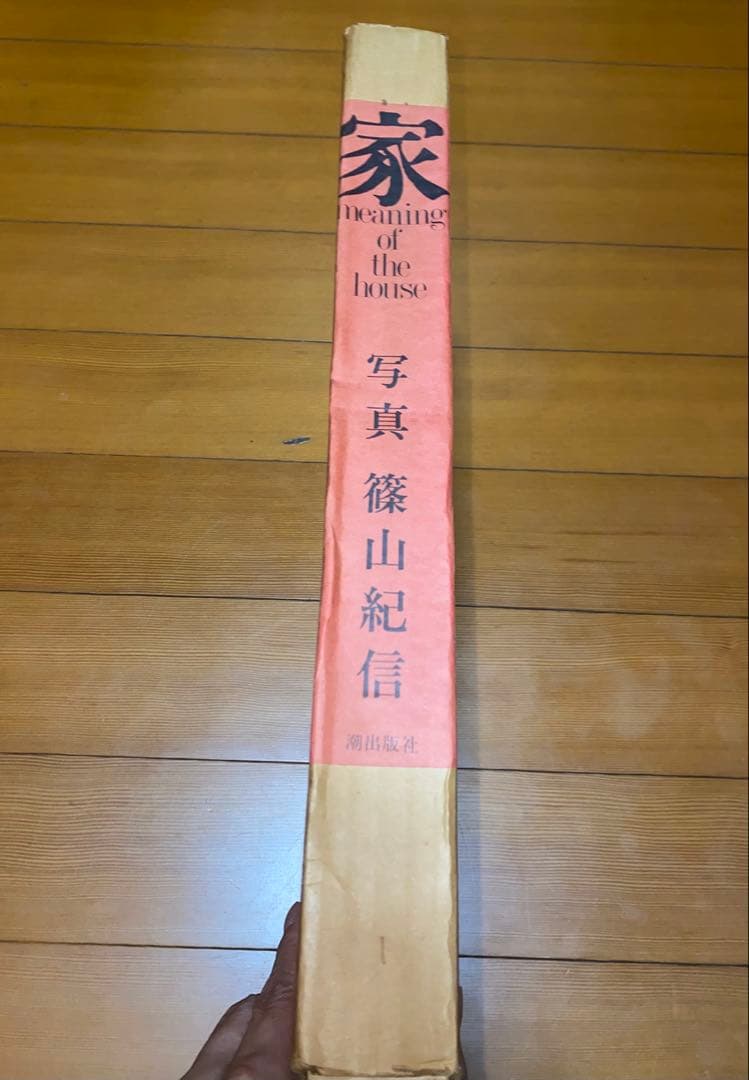 家
meaning
of
the
house
写真 篠山紀信
潮出版社